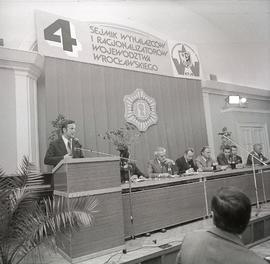 4
SEJMIK WYNALAZCÓW
I RACJONALIZATORÓW
WOJEWÓDZTWA
WROCŁAWSKIEGO